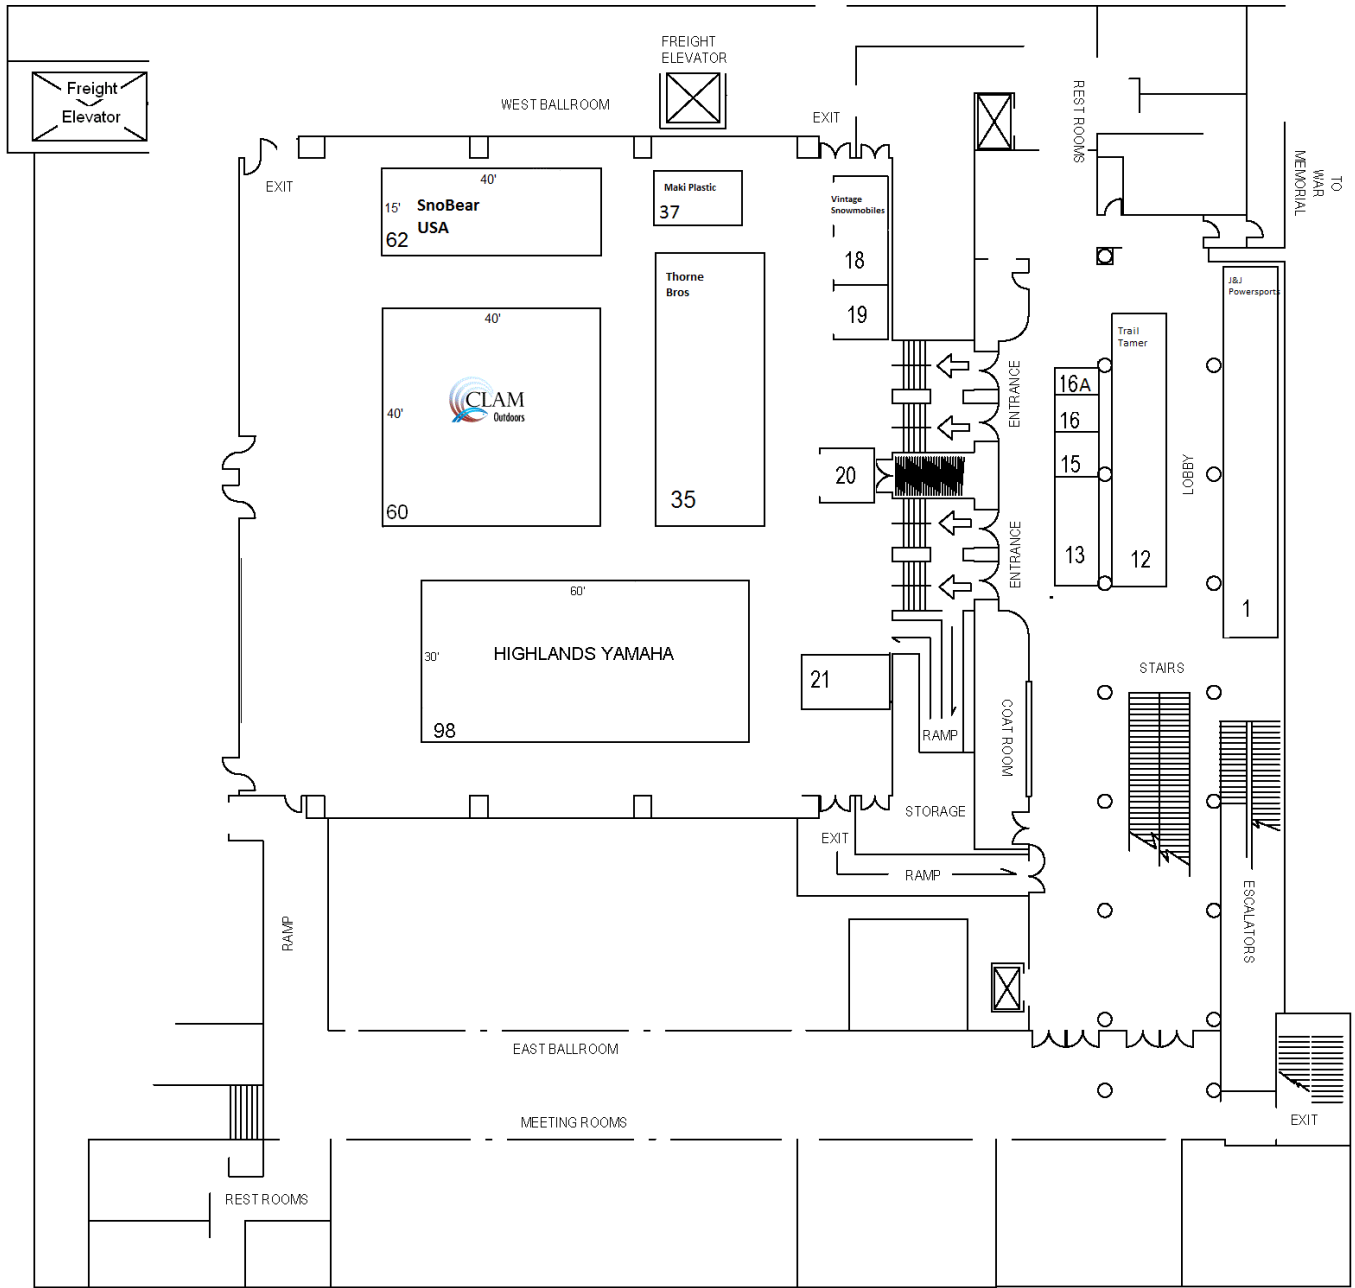 FREIGHT
ELEVATOR
Freight
Elevator
WEST BALLROOM
EXIT
REST ROOMS
TO
WAR
MEMORIAL
EXIT
40'
15'
SnoBear
USA
62
Maki Plastic
37
Vintage
Snowmobiles
18
19
Thorne
Bros
35
J&J
Powersports
1
Trail
Tamer
12
40'
40'
CLAM
Outdoors
60
ENTRANCE
16A
16
15
13
LOBBY
20
ENTRANCE
60'
30'
HIGHLANDS YAMAHA
98
21
STAIRS
RAMP
COAT ROOM
STORAGE
EXIT
RAMP
RAMP
ESCALATORS
EAST BALLROOM
MEETING ROOMS
EXIT
REST ROOMS